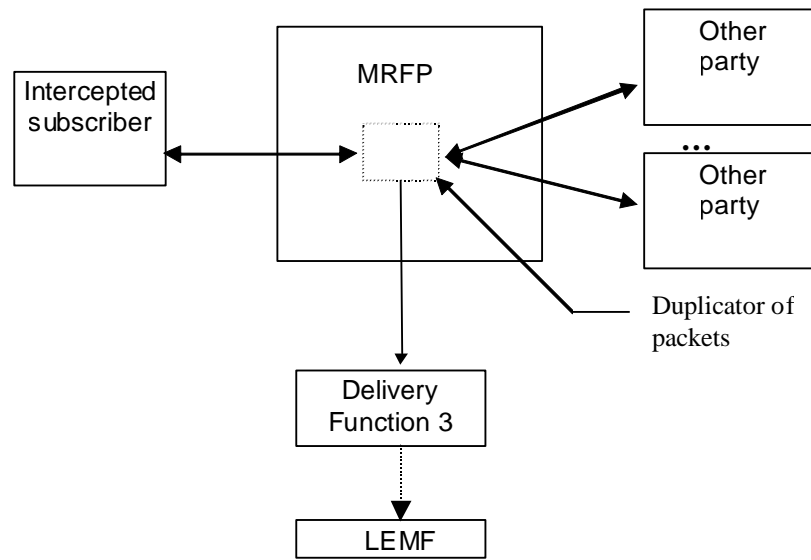 Intercepted
subscriber
MRFP
Other
party
...
Other
party
Duplicator of
packets
Delivery
Function 3
LEMF